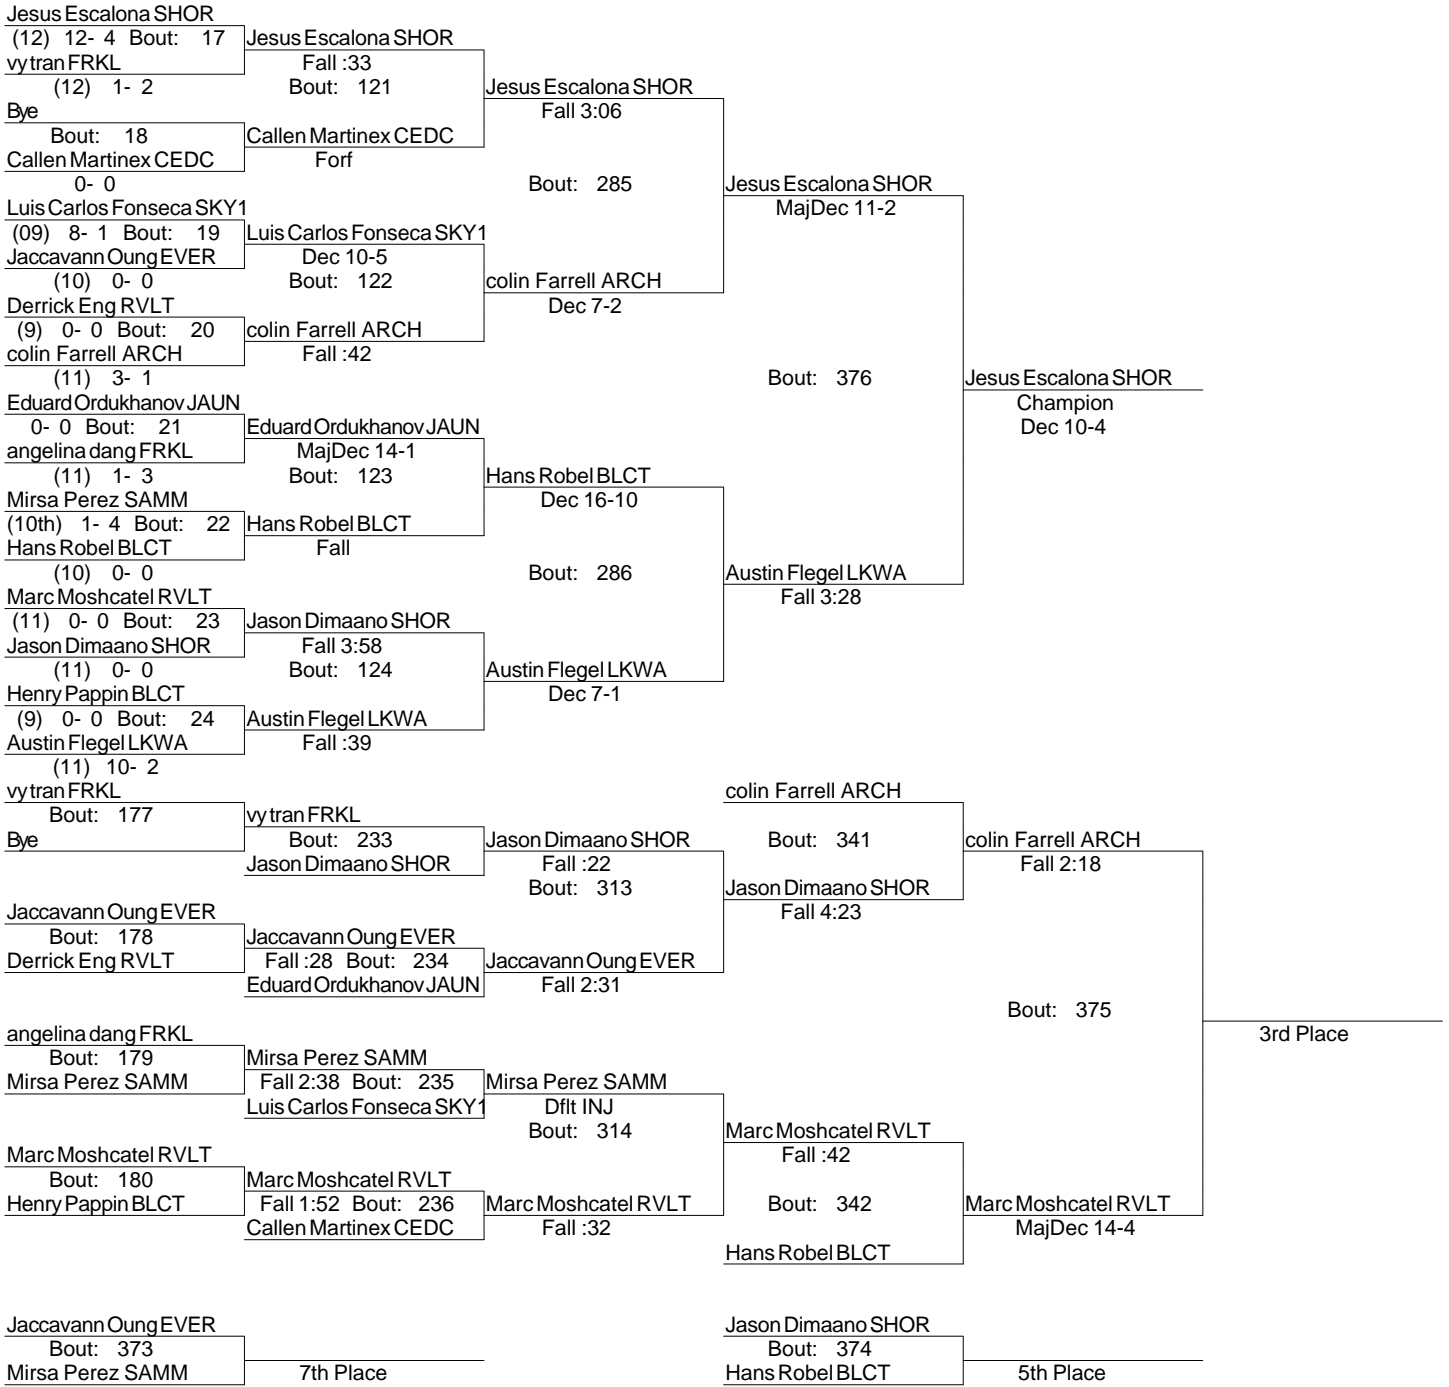 Jesus Escalona SHOR
(12) 12- 4 Bout: 17
vy tran FRKL
(12) 1- 2
Bye
Bout: 18
Callen Martinex CEDC
0- 0
Luis Carlos Fonseca SKY1
(09) 8- 1 Bout: 19
Jaccavann Oung EVER
(10) 0- 0
Derrick Eng RVLT
(9) 0- 0 Bout: 20
colin Farrell ARCH
(11) 3- 1
Eduard Ordukhanov JAUN
0- 0 Bout: 21
angelina dang FRKL
(11) 1- 3
Mirsa Perez SAMM
(10th) 1- 4 Bout: 22
Hans Robel BLCT
(10) 0- 0
Marc Moshcatel RVLT
(11) 0- 0 Bout: 23
Jason Dimaano SHOR
(11) 0- 0
Henry Pappin BLCT
(9) 0- 0 Bout: 24
Austin Flegel LKWA
(11) 10- 2
Jesus Escalona SHOR
Fall :33
Bout: 121
Callen Martinex CEDC
Forf
Luis Carlos Fonseca SKY1
Dec 10-5
Bout: 122
colin Farrell ARCH
Fall :42
Eduard Ordukhanov JAUN
MajDec 14-1
Bout: 123
Hans Robel BLCT
Fall
Jason Dimaano SHOR
Fall 3:58
Bout: 124
Austin Flegel LKWA
Fall :39
Jesus Escalona SHOR
Fall 3:06
Bout: 285
colin Farrell ARCH
Dec 7-2
Hans Robel BLCT
Dec 16-10
Bout: 286
Austin Flegel LKWA
Dec 7-1
Jesus Escalona SHOR
MajDec 11-2
Bout: 376
Austin Flegel LKWA
Fall 3:28
Jesus Escalona SHOR
Champion
Dec 10-4
vy tran FRKL
Bout: 177
Bye
Jaccavann Oung EVER
Bout: 178
Derrick Eng RVLT
angelina dang FRKL
Bout: 179
Mirsa Perez SAMM
Marc Moshcatel RVLT
Bout: 180
Henry Pappin BLCT
vy tran FRKL
Bout: 233
Jason Dimaano SHOR
Jaccavann Oung EVER
Fall :28 Bout: 234
Eduard Ordukhanov JAUN
Mirsa Perez SAMM
Fall 2:38 Bout: 235
Luis Carlos Fonseca SKY1
Marc Moshcatel RVLT
Fall 1:52 Bout: 236
Callen Martinex CEDC
Jason Dimaano SHOR
Fall :22
Bout: 313
Jaccavann Oung EVER
Fall 2:31
Mirsa Perez SAMM
Dflt INJ
Bout: 314
Marc Moshcatel RVLT
Fall :32
colin Farrell ARCH
Bout: 341
Jason Dimaano SHOR
Fall 4:23
Marc Moshcatel RVLT
Fall :42
Bout: 342
Hans Robel BLCT
colin Farrell ARCH
Fall 2:18
Bout: 375
Marc Moshcatel RVLT
MajDec 14-4
3rd Place
Jaccavann Oung EVER
Bout: 373
Mirsa Perez SAMM
7th Place
Jason Dimaano SHOR
Bout: 374
Hans Robel BLCT
5th Place